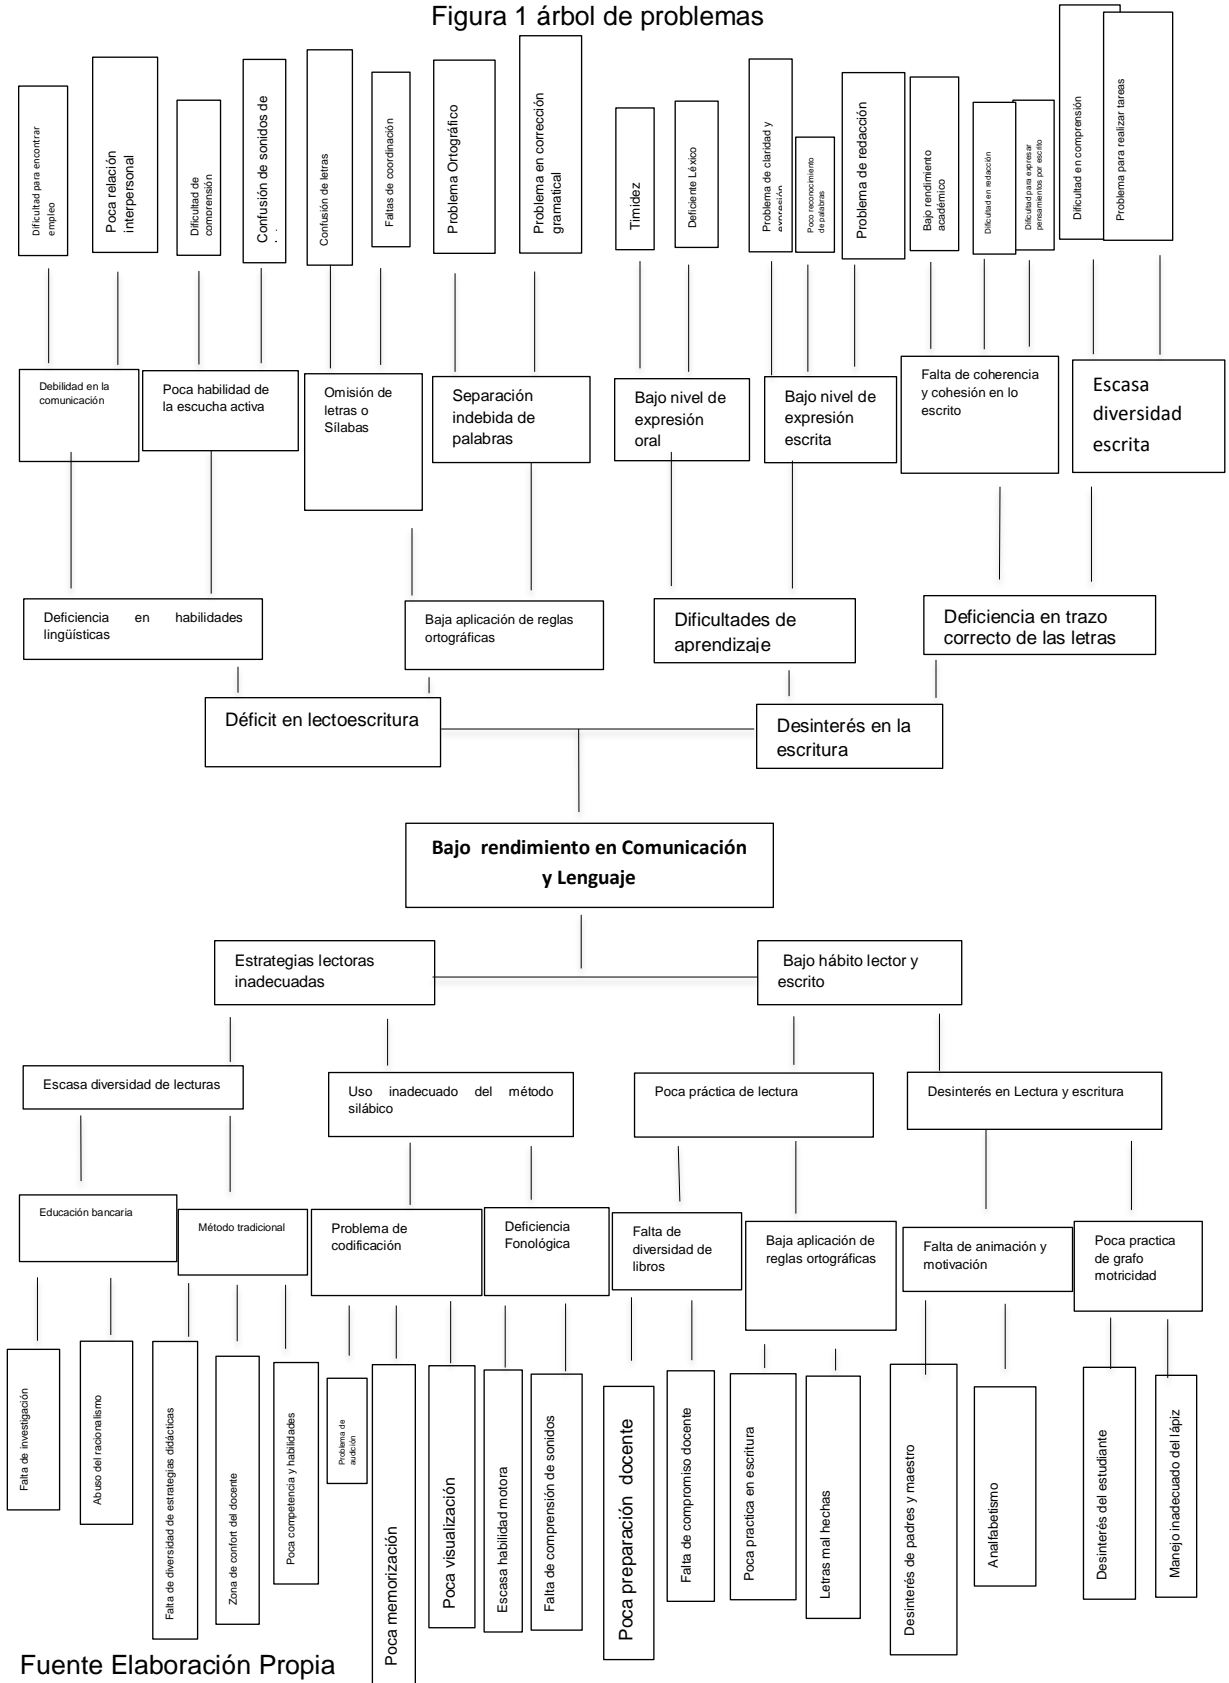 Figura 1 árbol de problemas
Dificultad para encontrar
empleo
Poca relación
interpersonal
Dificultad de
comprensión
Confusión de sonidos de
Confusión de letras
Faltas de coordinación
Problema Ortográfico
Problema en corrección
gramatical
Timidez
Deficiente Léxico
Problema de claridad y
expresión
Poco reconocimiento
de palabras
Problema de redacción
Bajo rendimiento
académico
Dificultad en redacción
Dificultad para expresar
pensamientos por escrito
Dificultad en comprensión
Problema para realizar tareas
Debilidad en la
comunicación
Poca habilidad de
la escucha activa
Omisión de
letras o
Sílabas
Separación
indebida de
palabras
Bajo nivel de
expresión
oral
Bajo nivel de
expresión
escrita
Falta de coherencia
y cohesión en lo
escrito
Escasa
diversidad
escrita
Deficiencia en habilidades
lingüísticas
Baja aplicación de reglas
ortográficas
Dificultades de
aprendizaje
Deficiencia en trazo
correcto de las letras
Déficit en lectoescritura
Desinterés en la
escritura
Bajo rendimiento en Comunicación
y Lenguaje
Estrategias lectoras
inadecuadas
Bajo hábito lector y
escrito
Escasa diversidad de lecturas
Uso inadecuado del método
silábico
Poca práctica de lectura
Desinterés en Lectura y escritura
Educación bancaria
Método tradicional
Problema de
codificación
Deficiencia
Fonológica
Falta de
diversidad de
libros
Baja aplicación de
reglas ortográficas
Falta de animación y
motivación
Poca practica
de grafo
motricidad
Falta de investigación
Abuso del racionalismo
Falta de diversidad de estrategias didácticas
Zona de confort del docente
Poca competencia y habilidades
Problema de
audición
Poca memorización
Poca visualización
Escasa habilidad motora
Falta de comprensión de sonidos
Poca preparación docente
Falta de compromiso docente
Poca practica en escritura
Letras mal hechas
Desinterés de padres y maestro
Analfabetismo
Desinterés del estudiante
Manejo inadecuado del lápiz
Fuente Elaboración Propia